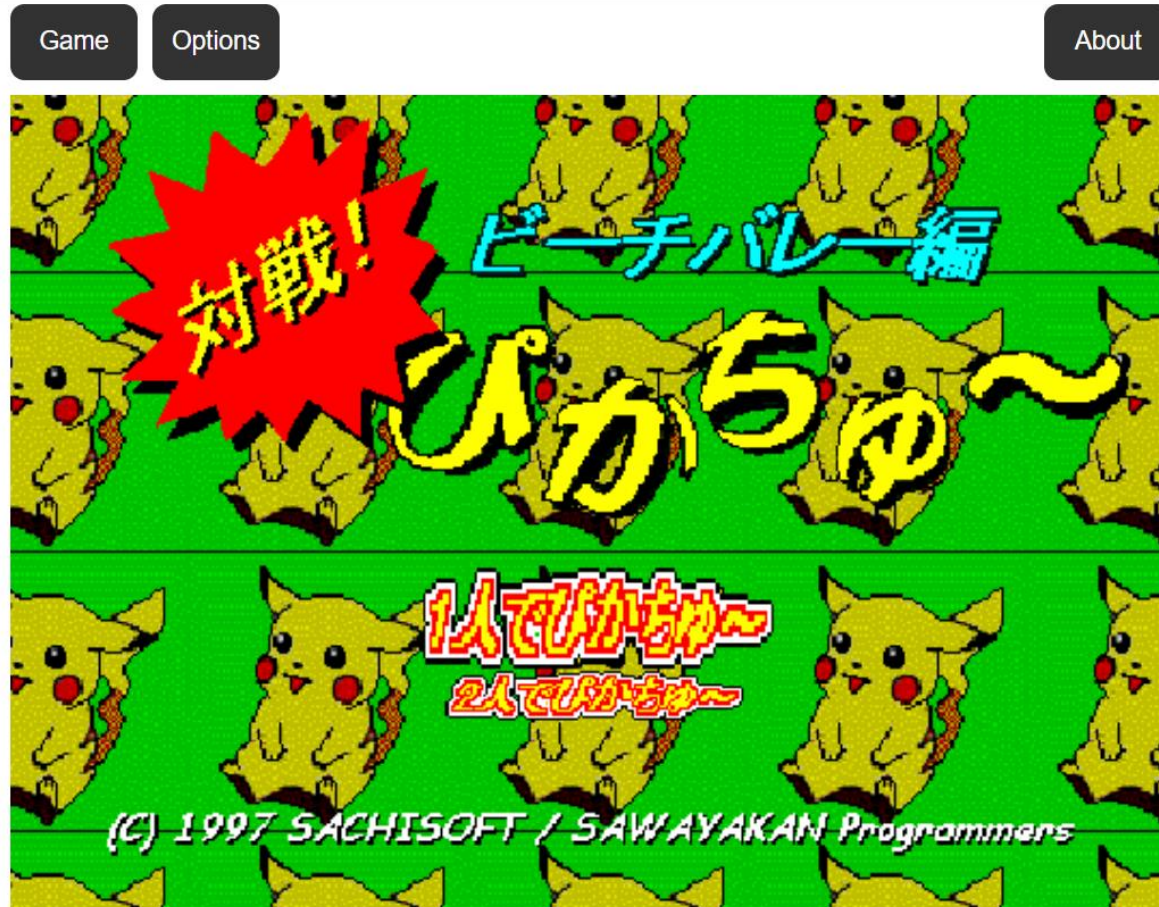 Game Options About
対戦!
ビーチバレー編
ぴかちゅ〜
1人でぴかちゅ〜
2人でぴかちゅ〜
(C) 1997 SACHISOFT / SAWAYAKAN Programmers